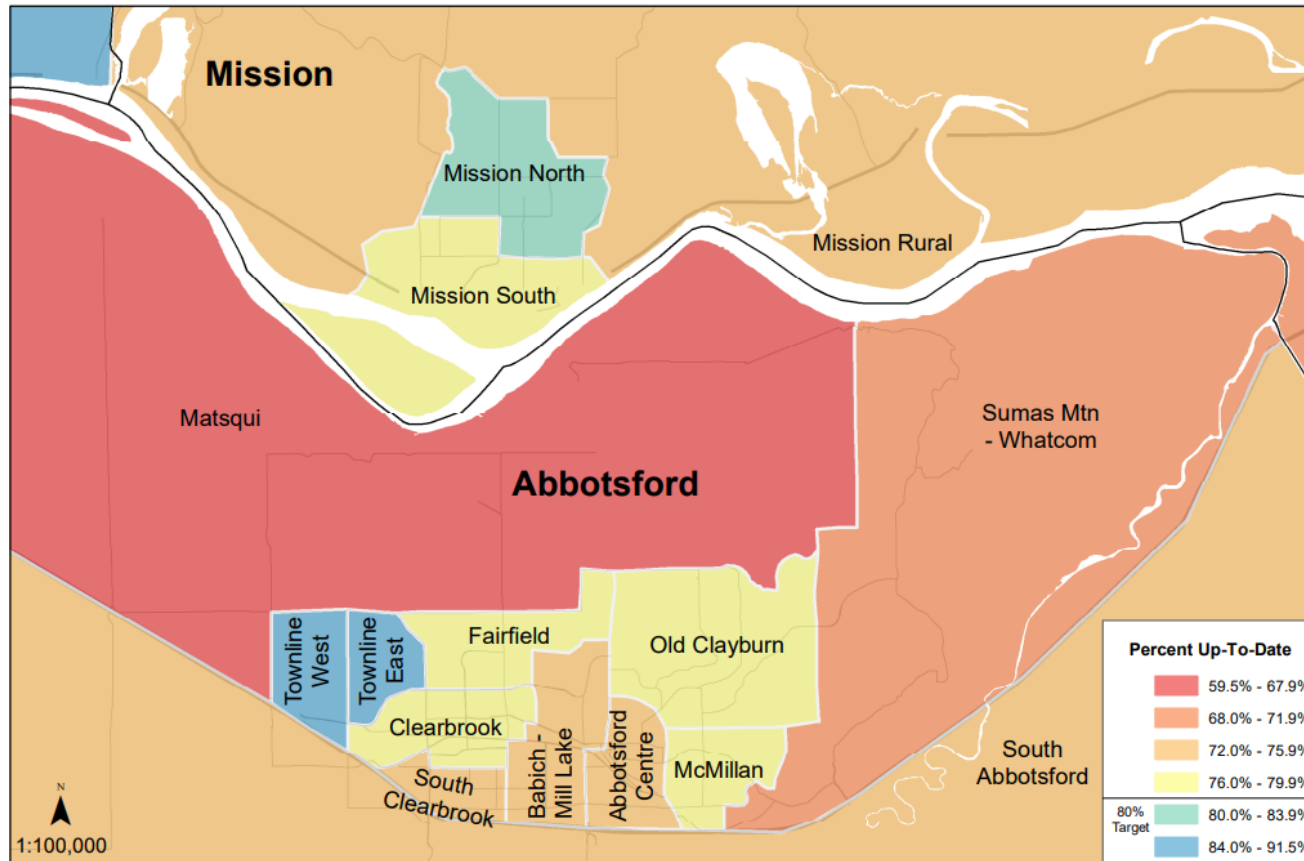 Mission
Mission North
Mission South
Mission Rural
Matsqui
Sumas Mtn
- Whatcom
Abbotsford
Townline
West
Townline
East
Fairfield
Old Clayburn
Clearbrook
South
Clearbrook
Babich -
Mill Lake
Abbotsford
Centre
McMillan
South
Abbotsford
N
1:100,000
Percent Up-To-Date
59.5% - 67.9%
68.0% - 71.9%
72.0% - 75.9%
76.0% - 79.9%
80%
Target
80.0% - 83.9%
84.0% - 91.5%